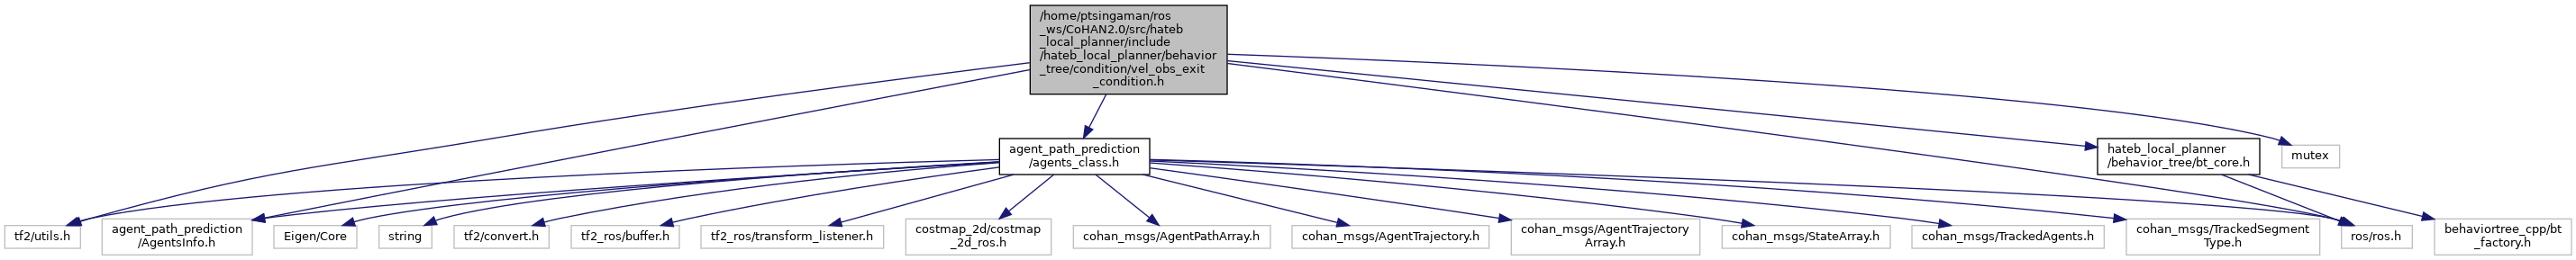 /home/ptsingaman/ros
_ws/CoHAN2.0/src/hateb
_local_planner/include
/hateb_local_planner/behavior
_tree/condition/vel_obs_exit
_condition.h
agent_path_prediction
/agents_class.h
hateb_local_planner
/behavior_tree/bt_core.h
mutex
tf2/utils.h
agent_path_prediction
/AgentsInfo.h
Eigen/Core
string
tf2/convert.h
tf2_ros/buffer.h
tf2_ros/transform_listener.h
costmap_2d/costmap
_2d_ros.h
cohan_msgs/AgentPathArray.h
cohan_msgs/AgentTrajectory.h
cohan_msgs/AgentTrajectory
Array.h
cohan_msgs/StateArray.h
cohan_msgs/TrackedAgents.h
cohan_msgs/TrackedSegment
Type.h
ros/ros.h
behaviortree_cpp/bt
_factory.h